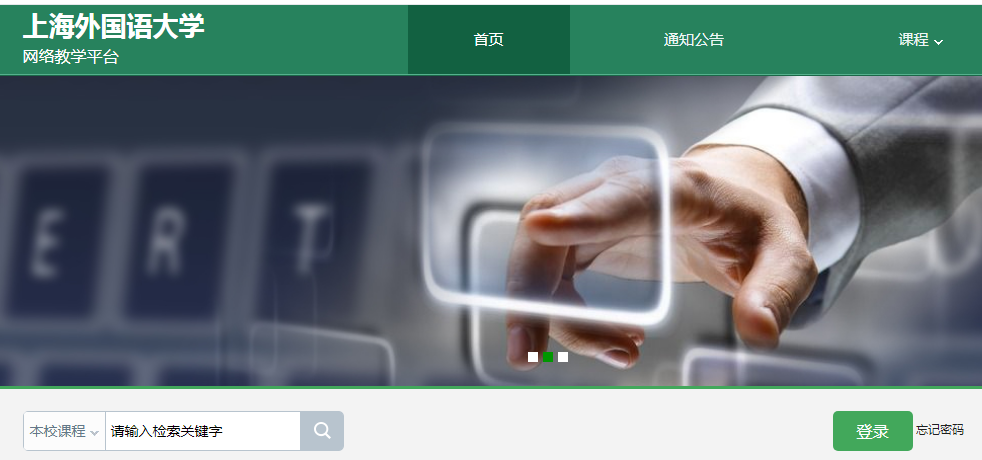 上海外国语大学
网络教学平台
首页
通知公告
课程
E R T
本校课程
请输入检索关键字
登录
忘记密码